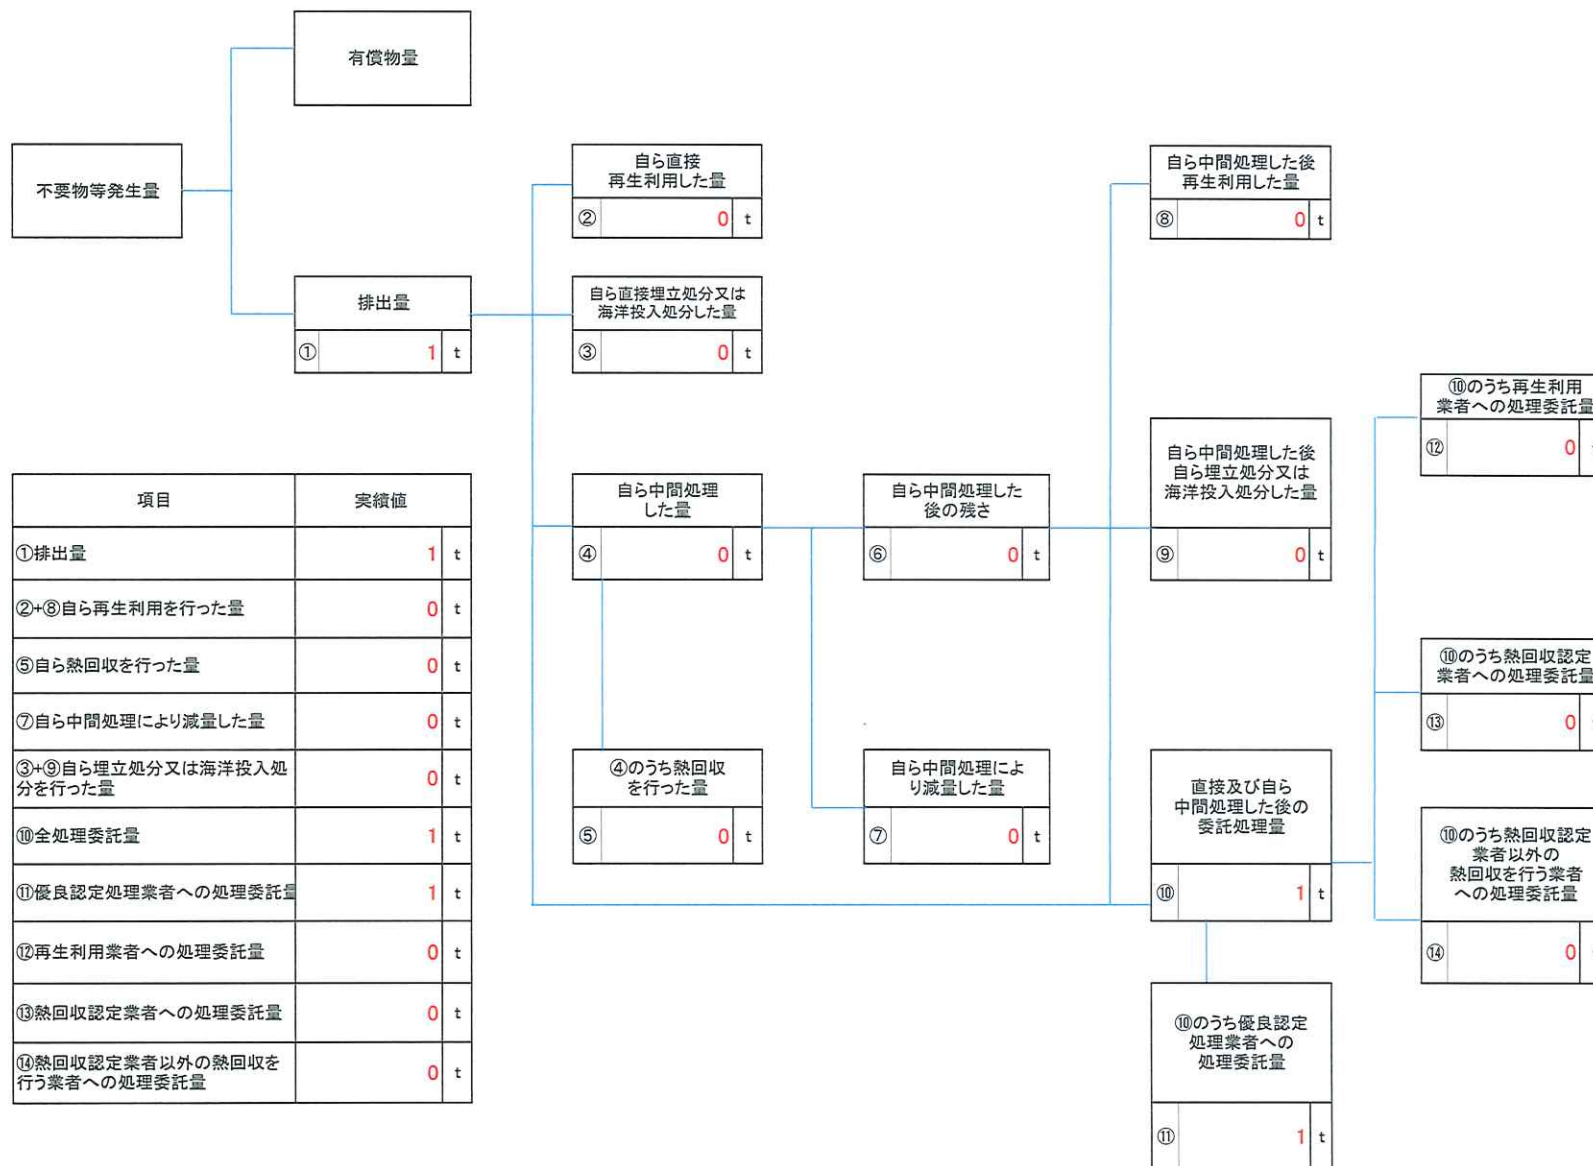 有償物量
不要物等発生量
自ら直接
再生利用した量
② 0 t
自ら中間処理した後
再生利用した量
⑧ 0 t
排出量
① 1 t
自ら直接埋立処分又は
海洋投入処分した量
③ 0 t
⑩のうち再生利用
業者への処理委託量
⑫ 0
自ら中間処理した後
自ら埋立処分又は
海洋投入処分した量
⑨ 0 t
自ら中間処理
した量
④ 0 t
自ら中間処理した
後の残さ
⑥ 0 t
項目 実績値
①排出量 1 t
②+⑧自ら再生利用を行った量 0 t
⑤自ら熱回収を行った量 0 t
⑦自ら中間処理により減量した量 0 t
③+⑨自ら埋立処分又は海洋投入処
分を行った量 0 t
⑩全処理委託量 1 t
⑪優良認定処理業者への処理委託量 1 t
⑫再生利用業者への処理委託量 0 t
⑬熱回収認定業者への処理委託量 0 t
⑭熱回収認定業者以外の熱回収を
行う業者への処理委託量 0 t
⑩のうち熱回収認定
業者への処理委託量
⑬ 0
④のうち熱回収
を行った量
⑤ 0 t
自ら中間処理によ
り減量した量
⑦ 0 t
直接及び自ら
中間処理した後の
委託処理量
⑩ 1 t
⑩のうち熱回収認定
業者以外の
熱回収を行う業者
への処理委託量
⑭ 0
⑩のうち優良認定
処理業者への
処理委託量
⑪ 1 t